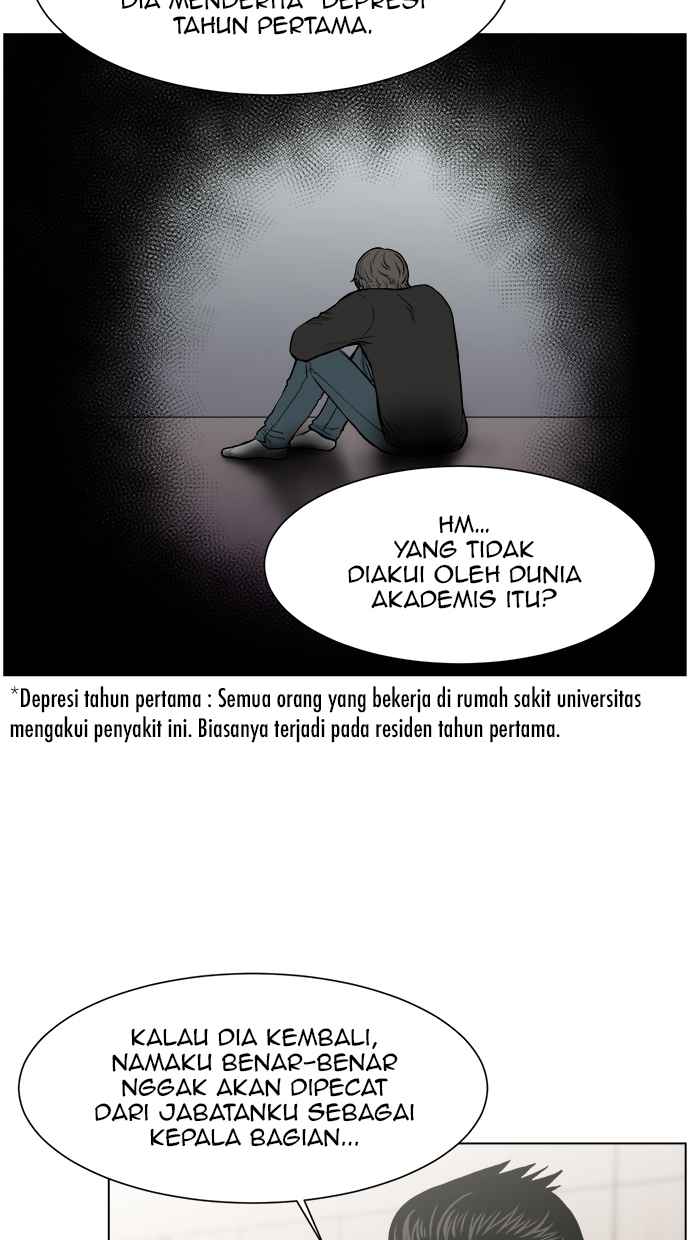 DIA MENDERITA "DEPRESI
TAHUN PERTAMA.
HM...
YANG TIDAK
DIAKUI OLEH DUNIA
AKADEMIS ITU?
*Depresi tahun pertama : Semua orang yang bekerja di rumah sakit universitas
mengakui penyakit ini. Biasanya terjadi pada residen tahun pertama.
KALAU DIA KEMBALI,
NAMAKU BENAR-BENAR
NGGAK AKAN DIPECAT
DARI JABATANKU SEBAGAI
KEPALA BAGIAN...